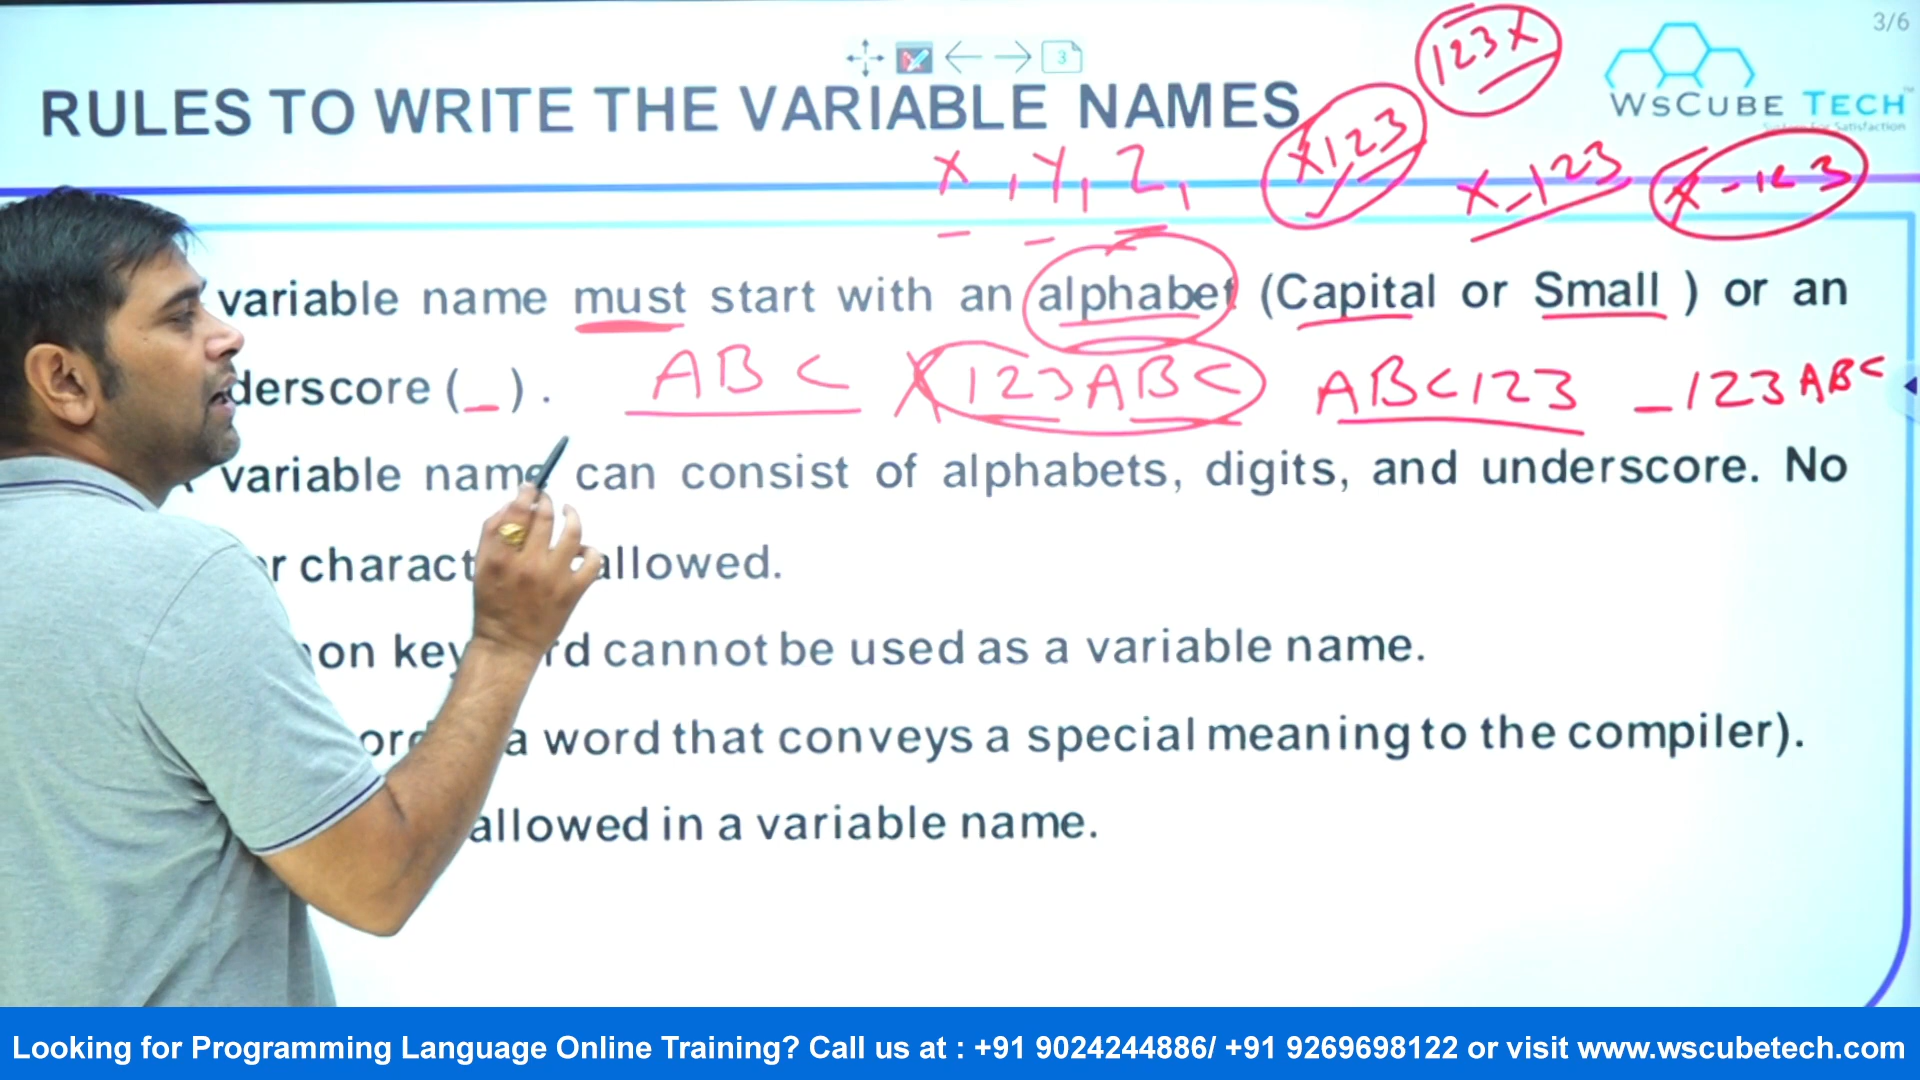 3/6
3
123X
RULES TO WRITE THE VARIABLE NAMES
WSCUBE TECH
X , Y, Z, X123 X_123 X-123
variable name must start with an alphabet (Capital or Small ) or an
derscore (_) . ABC X 123ABC ABC123 _123ABC
variable name can consist of alphabets, digits, and underscore. No
r charact allowed.
on key rd cannot be used as a variable name.
ord a word that conveys a special meaning to the compiler).
allowed in a variable name.
Looking for Programming Language Online Training? Call us at : +91 9024244886/ +91 9269698122 or visit www.wscubetech.com